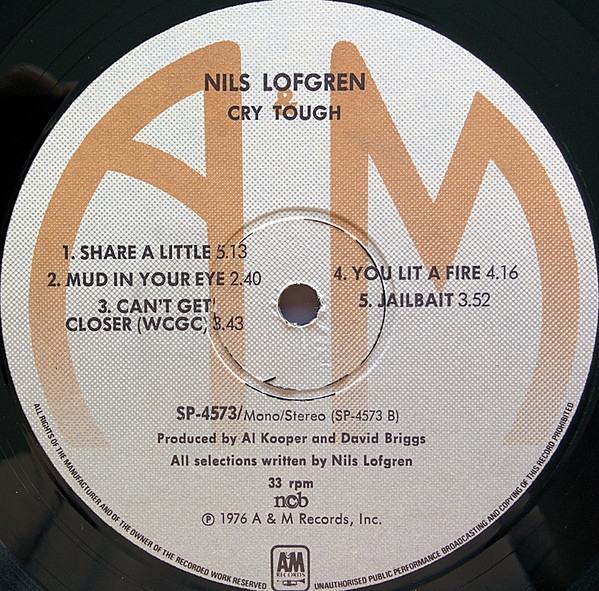 NILS LOFGREN
&
CRY TOUGH
1. SHARE A LITTLE 5.13
2. MUD IN YOUR EYE 2.40
3. CAN'T GET
CLOSER (WCGC) 3.43
4. YOU LIT A FIRE 4.16
5. JAILBAIT 3.52
SP-4573/Mono/Stereo (SP-4573 B)
Produced by Al Kooper and David Briggs
All selections written by Nils Lofgren
33 rpm
ncb
Ⓟ 1976 A & M Records, Inc.
ALL RIGHTS OF THE MANUFACTURER AND OF THE OWNER OF THE RECORDED WORK RESERVED
A&M
RECORDS
UNAUTHORISED PUBLIC PERFORMANCE BROADCASTING AND COPYING OF THIS RECORD PROHIBITED